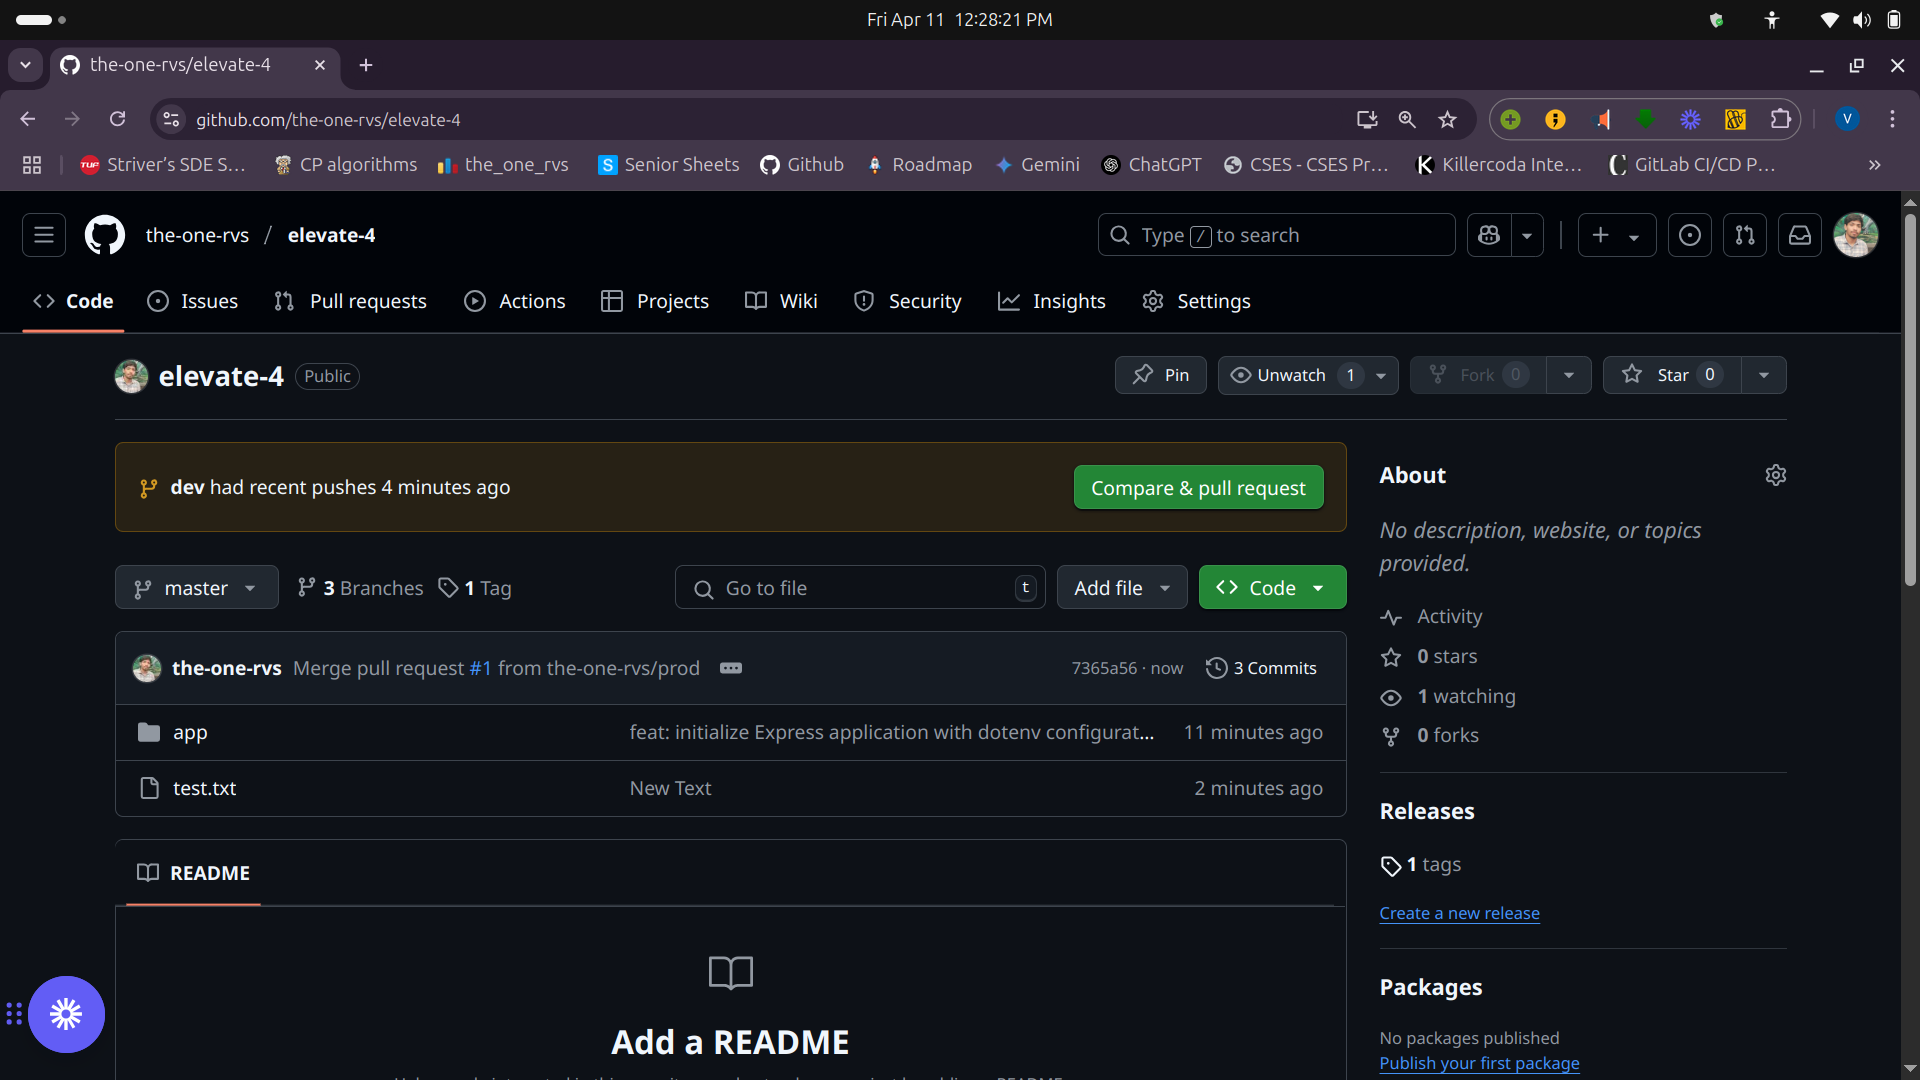 Fri Apr 11 12:28:21 PM
the-one-rvs/elevate-4
github.com/the-one-rvs/elevate-4
V
TUF Striver's SDE S...
CP algorithms
the_one_rvs
S Senior Sheets
Github
Roadmap
Gemini
ChatGPT
CSES - CSES Pr...
Killercoda Inte...
GitLab CI/CD P...
the-one-rvs / elevate-4
Type / to search
Code
Issues
Pull requests
Actions
Projects
Wiki
Security
Insights
Settings
elevate-4 Public
Pin
Unwatch 1
Fork 0
Star 0
dev had recent pushes 4 minutes ago
Compare & pull request
master
3 Branches
1 Tag
Go to file t
Add file
Code
the-one-rvs Merge pull request #1 from the-one-rvs/prod
7365a56 · now
3 Commits
app feat: initialize Express application with dotenv configurat... 11 minutes ago
test.txt New Text 2 minutes ago
README
Add a README
About
No description, website, or topics
provided.
Activity
0 stars
1 watching
0 forks
Releases
1 tags
Create a new release
Packages
No packages published
Publish your first package